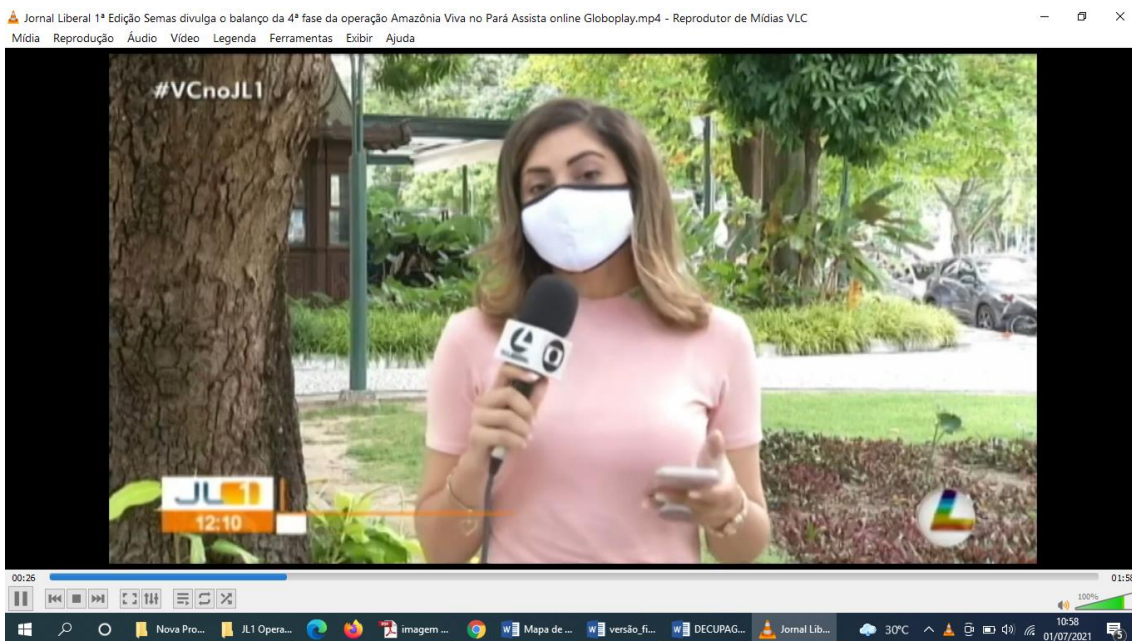 Jornal Liberal 1ª Edição Semas divulga o balanço da 4ª fase da operação Amazônia Viva no Pará Assista online Globoplay.mp4 - Reprodutor de Mídias VLC
Mídia Reprodução Áudio Vídeo Legenda Ferramentas Exibir Ajuda
#VCnoJL1
JL1
12:10
00:26
01:58
100%
Nova Pro...
JL1 Opera...
imagem ...
Mapa de ...
versão_fi...
DECUPAG...
Jornal Lib...
30°C
10:58
01/07/2021
5